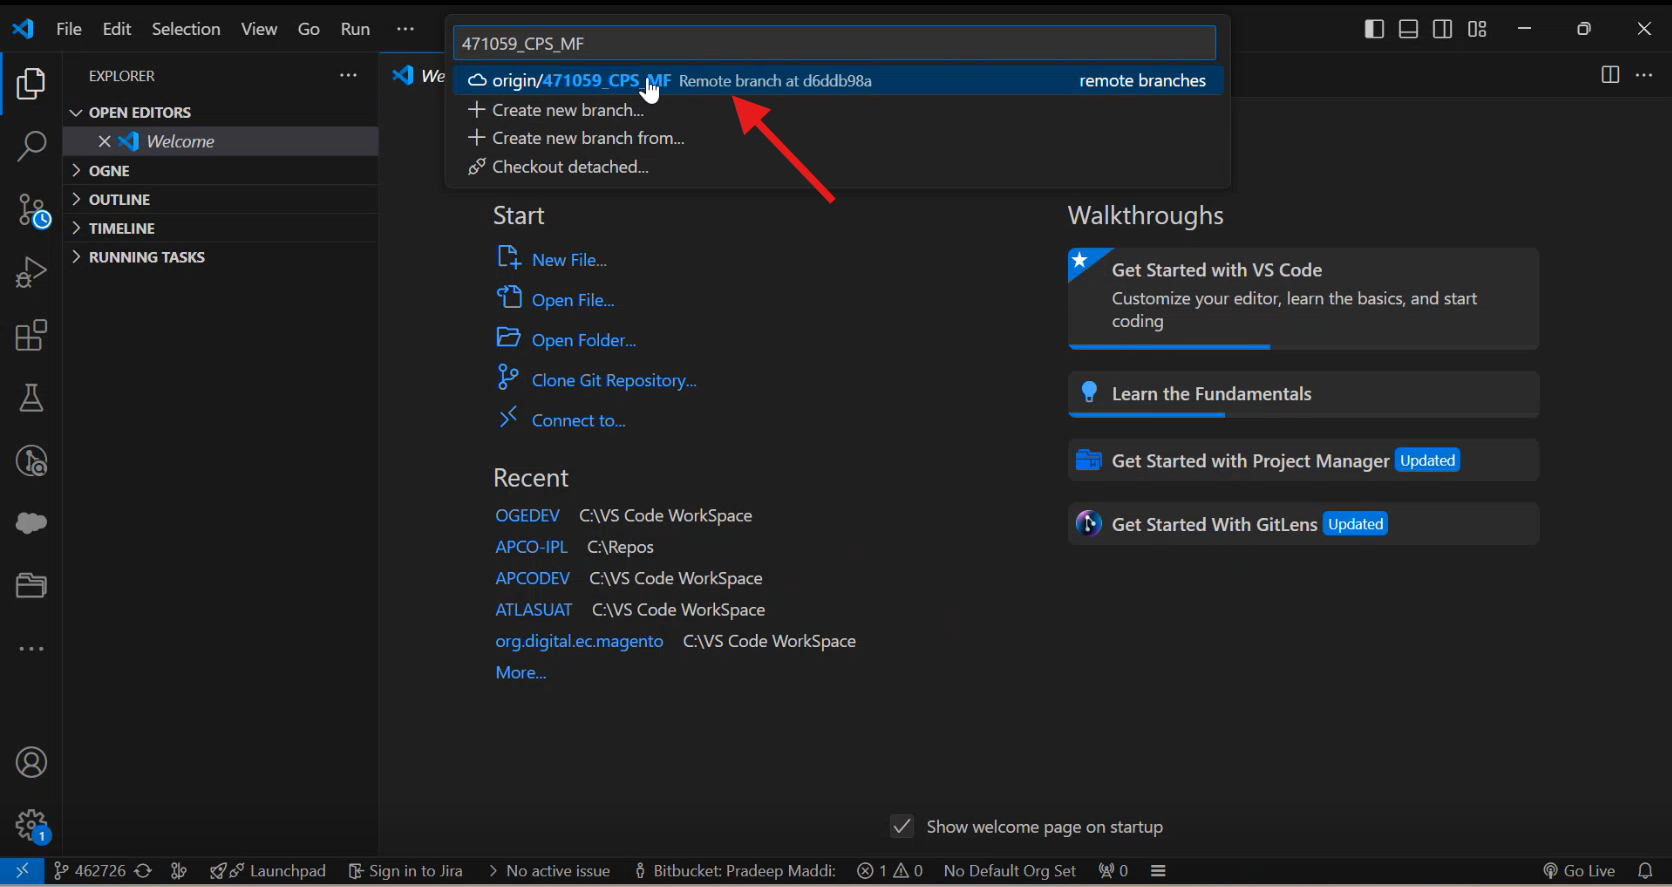 File Edit Selection View Go Run ···
471059_CPS_MF
origin/471059_CPS_MF Remote branch at d6ddb98a remote branches
Create new branch...
Create new branch from...
Checkout detached...
EXPLORER
OPEN EDITORS
Welcome
OGNE
OUTLINE
TIMELINE
RUNNING TASKS
We
Start
New File...
Open File...
Open Folder...
Clone Git Repository...
Connect to...
Recent
OGEDEV C:\VS Code WorkSpace
APCO-IPL C:\Repos
APCODEV C:\VS Code WorkSpace
ATLASUAT C:\VS Code WorkSpace
org.digital.ec.magento C:\VS Code WorkSpace
More...
Walkthroughs
Get Started with VS Code
Customize your editor, learn the basics, and start
coding
Learn the Fundamentals
Get Started with Project Manager Updated
Get Started With GitLens Updated
Show welcome page on startup
1
462726 Launchpad Sign in to Jira No active issue Bitbucket: Pradeep Maddi: 1 0 No Default Org Set 0 Go Live